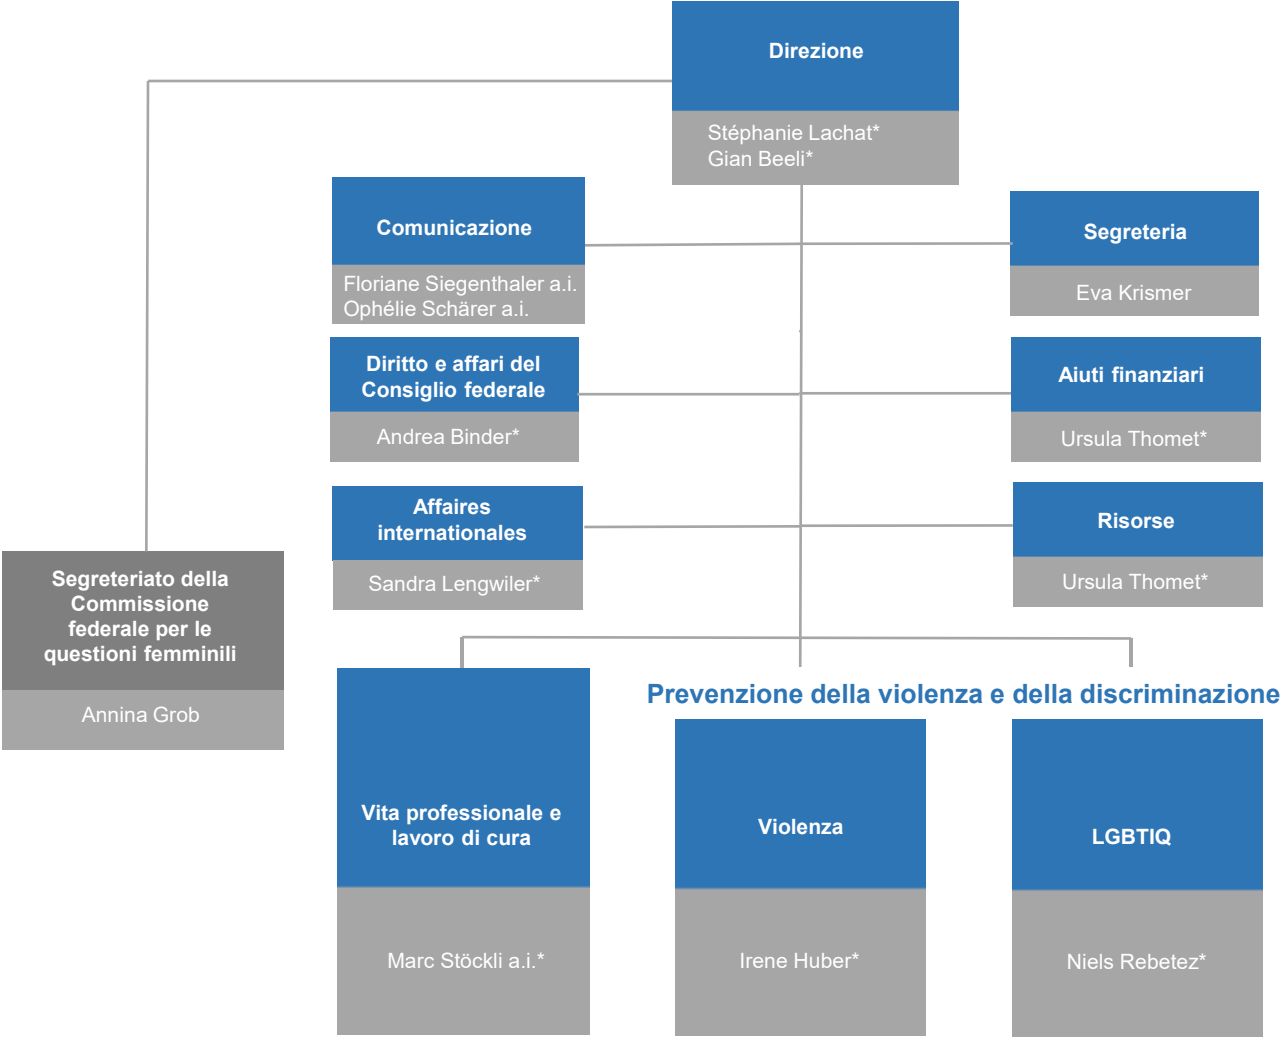 Direzione
Stéphanie Lachat*
Gian Beeli*
Comunicazione
Floriane Siegenthaler a.i.
Ophélie Schärer a.i.
Segreteria
Eva Krismer
Diritto e affari del
Consiglio federale
Andrea Binder*
Aiuti finanziari
Ursula Thomet*
Affaires
internationales
Sandra Lengwiler*
Risorse
Ursula Thomet*
Segreteriato della
Commissione
federale per le
questioni femminili
Annina Grob
Vita professionale e
lavoro di cura
Marc Stöckli a.i.*
Prevenzione della violenza e della discriminazione
Violenza
Irene Huber*
LGBTIQ
Niels Rebetez*